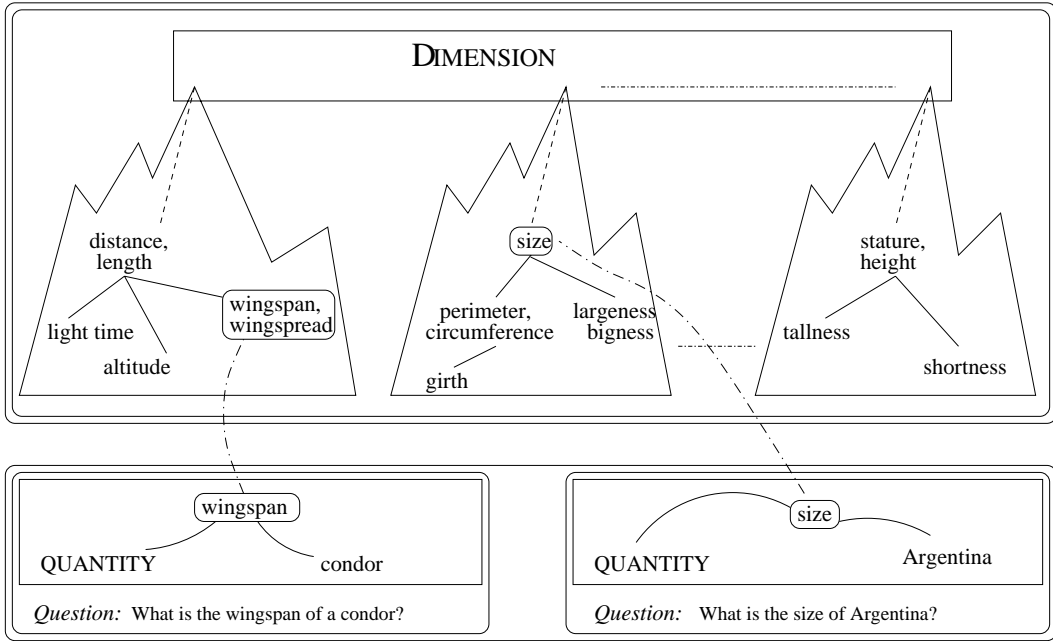 DIMENSION
distance,
length
light time
altitude
wingspan,
wingspread
size
perimeter,
circumference
girth
largeness
bigness
stature,
height
tallness
shortness
wingspan
QUANTITY
condor
Question: What is the wingspan of a condor?
size
QUANTITY
Argentina
Question: What is the size of Argentina?